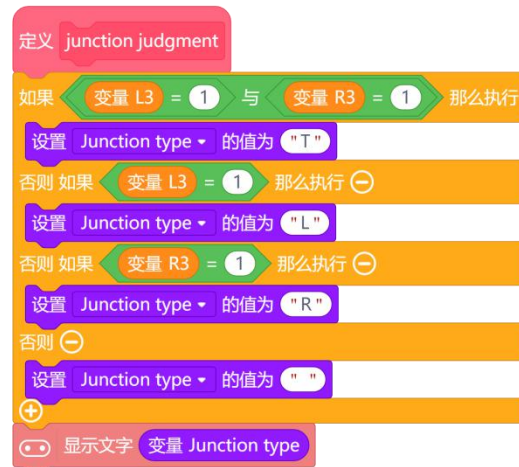 定义 junction judgment
如果 变量 L3 = 1 与 变量 R3 = 1 那么执行
设置 Junction type 的值为 "T"
否则 如果 变量 L3 = 1 那么执行
设置 Junction type 的值为 "L"
否则 如果 变量 R3 = 1 那么执行
设置 Junction type 的值为 "R"
否则
设置 Junction type 的值为 " "
显示文字 变量 Junction type